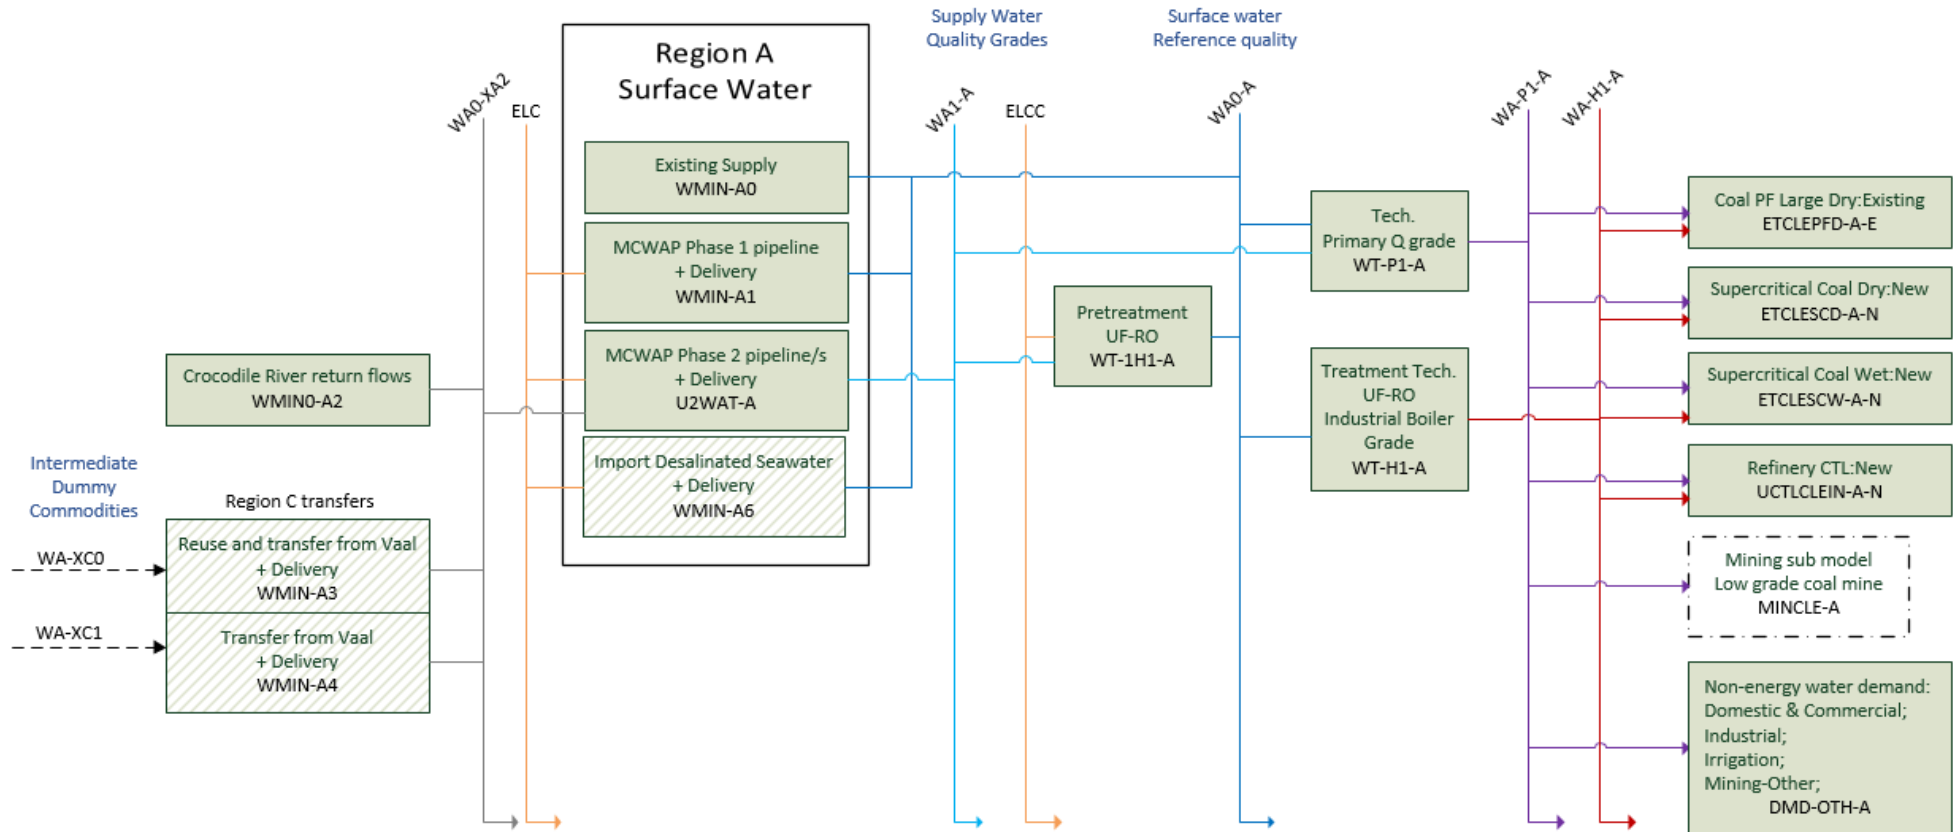 Supply Water
Quality Grades
Surface water
Reference quality
WA0-XA2
ELC
Region A
Surface Water
WA1-A
ELCC
WA0-A
WA-P1-A
WA-H1-A
Existing Supply
WMIN-A0
MCWAP Phase 1 pipeline
+ Delivery
WMIN-A1
MCWAP Phase 2 pipeline/s
+ Delivery
U2WAT-A
Import Desalinated Seawater
+ Delivery
WMIN-A6
Crocodile River return flows
WMIN0-A2
Intermediate
Dummy
Commodities
Region C transfers
WA-XC0
Reuse and transfer from Vaal
+ Delivery
WMIN-A3
WA-XC1
Transfer from Vaal
+ Delivery
WMIN-A4
Pretreatment
UF-RO
WT-1H1-A
Tech.
Primary Q grade
WT-P1-A
Treatment Tech.
UF-RO
Industrial Boiler
Grade
WT-H1-A
Coal PF Large Dry:Existing
ETCLEPFD-A-E
Supercritical Coal Dry:New
ETCLESCD-A-N
Supercritical Coal Wet:New
ETCLESCW-A-N
Refinery CTL:New
UCTLCLEIN-A-N
Mining sub model
Low grade coal mine
MINCLE-A
Non-energy water demand:
Domestic & Commercial;
Industrial;
Irrigation;
Mining-Other;
DMD-OTH-A